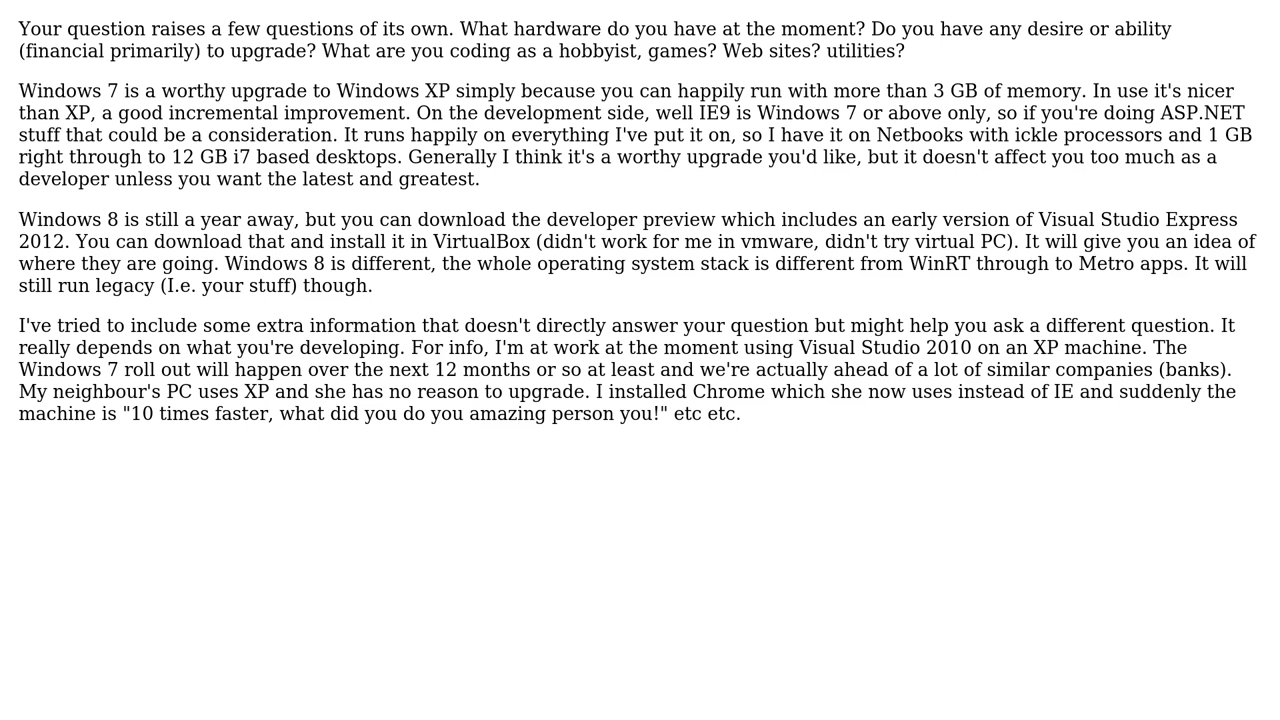 Your question raises a few questions of its own. What hardware do you have at the moment? Do you have any desire or ability
(financial primarily) to upgrade? What are you coding as a hobbyist, games? Web sites? utilities?
Windows 7 is a worthy upgrade to Windows XP simply because you can happily run with more than 3 GB of memory. In use it's nicer
than XP, a good incremental improvement. On the development side, well IE9 is Windows 7 or above only, so if you're doing ASP.NET
stuff that could be a consideration. It runs happily on everything I've put it on, so I have it on Netbooks with ickle processors and 1 GB
right through to 12 GB i7 based desktops. Generally I think it's a worthy upgrade you'd like, but it doesn't affect you too much as a
developer unless you want the latest and greatest.
Windows 8 is still a year away, but you can download the developer preview which includes an early version of Visual Studio Express
2012. You can download that and install it in VirtualBox (didn't work for me in vmware, didn't try virtual PC). It will give you an idea of
where they are going. Windows 8 is different, the whole operating system stack is different from WinRT through to Metro apps. It will
still run legacy (I.e. your stuff) though.
I've tried to include some extra information that doesn't directly answer your question but might help you ask a different question. It
really depends on what you're developing. For info, I'm at work at the moment using Visual Studio 2010 on an XP machine. The
Windows 7 roll out will happen over the next 12 months or so at least and we're actually ahead of a lot of similar companies (banks).
My neighbour's PC uses XP and she has no reason to upgrade. I installed Chrome which she now uses instead of IE and suddenly the
machine is "10 times faster, what did you do you amazing person you!" etc etc.